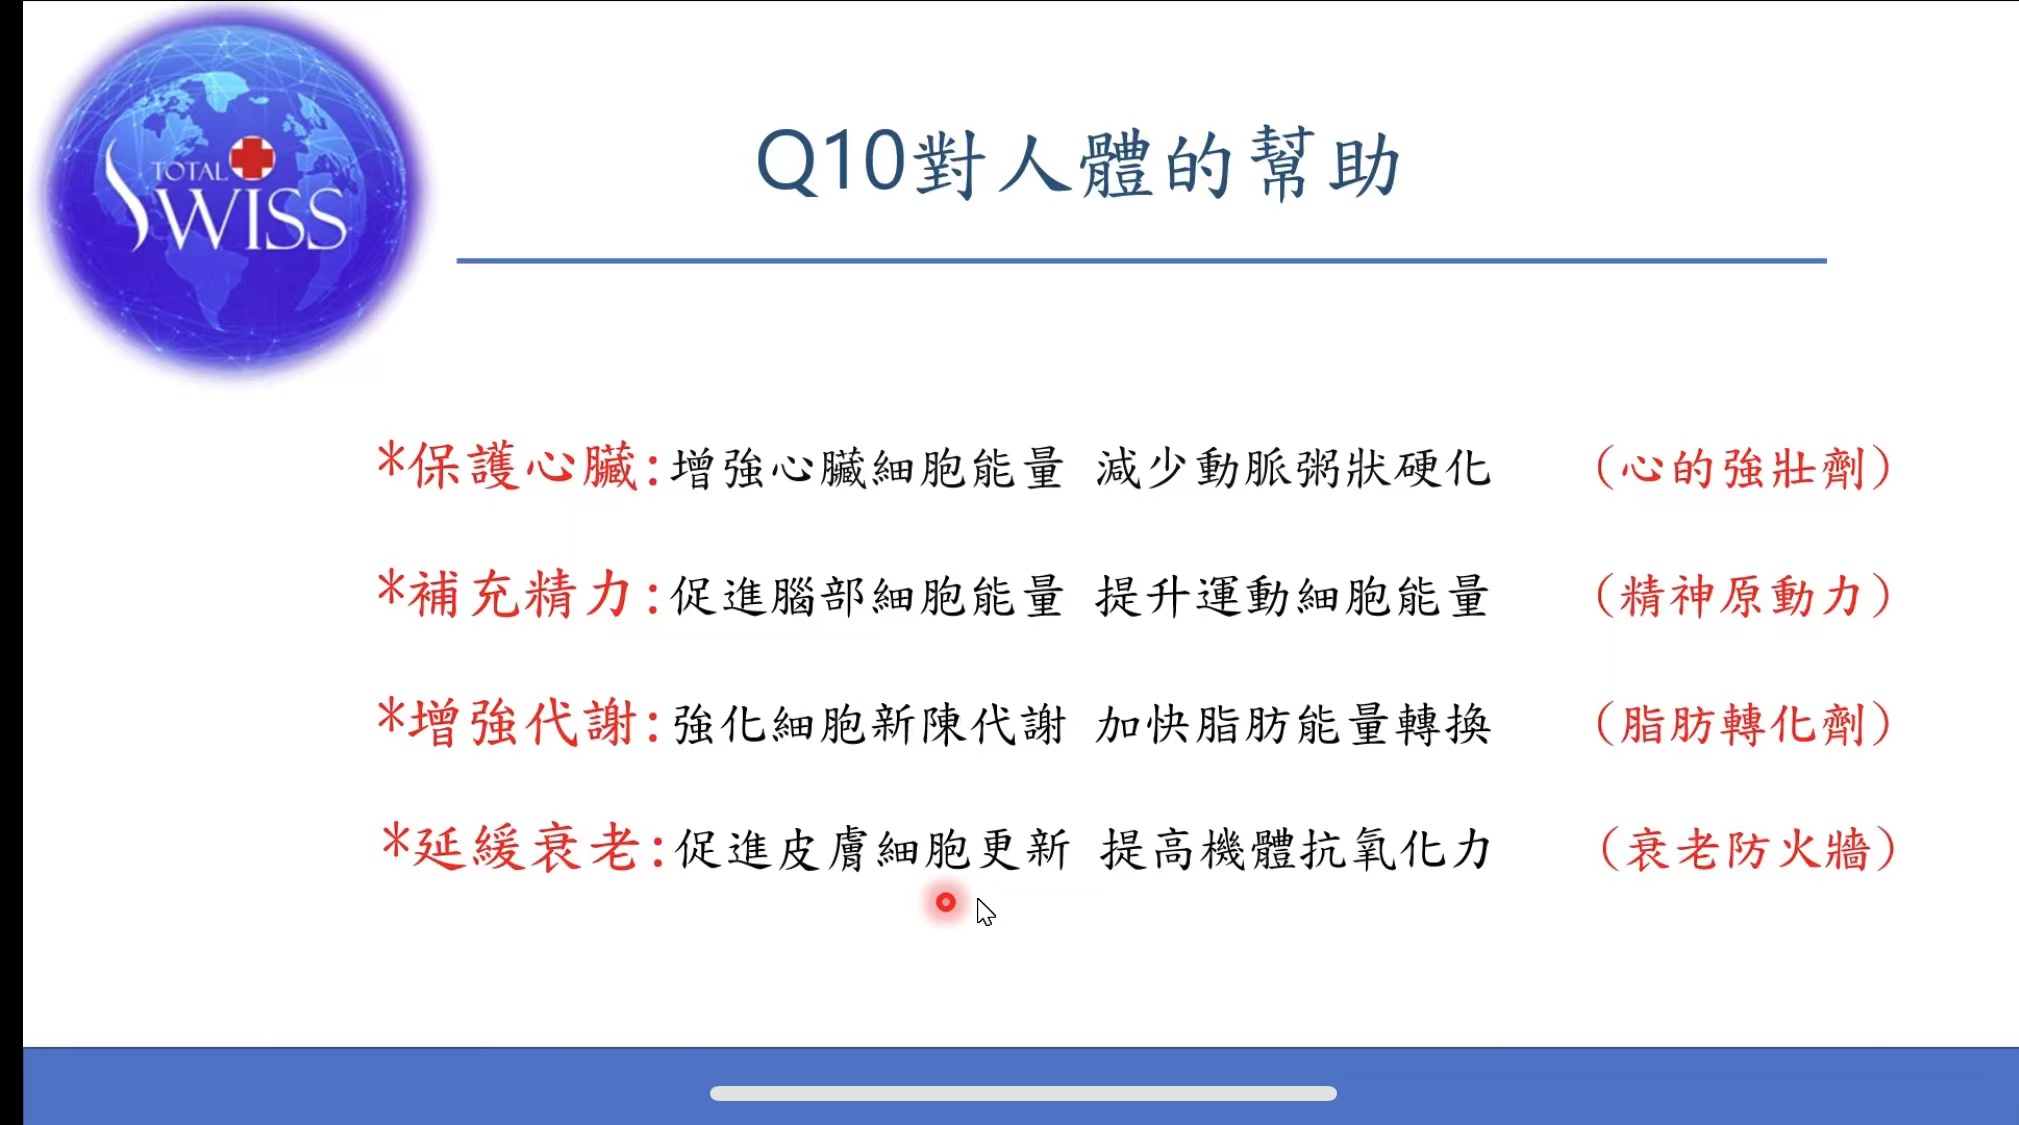 TOTAL
SWISS
Q10對人體的幫助
*保護心臟:增強心臟細胞能量 減少動脈粥狀硬化 (心的強壯劑)
*補充精力:促進腦部細胞能量 提升運動細胞能量 (精神原動力)
*增強代謝:強化細胞新陳代謝 加快脂肪能量轉換 (脂肪轉化劑)
*延緩衰老:促進皮膚細胞更新 提高機體抗氧化力 (衰老防火牆)